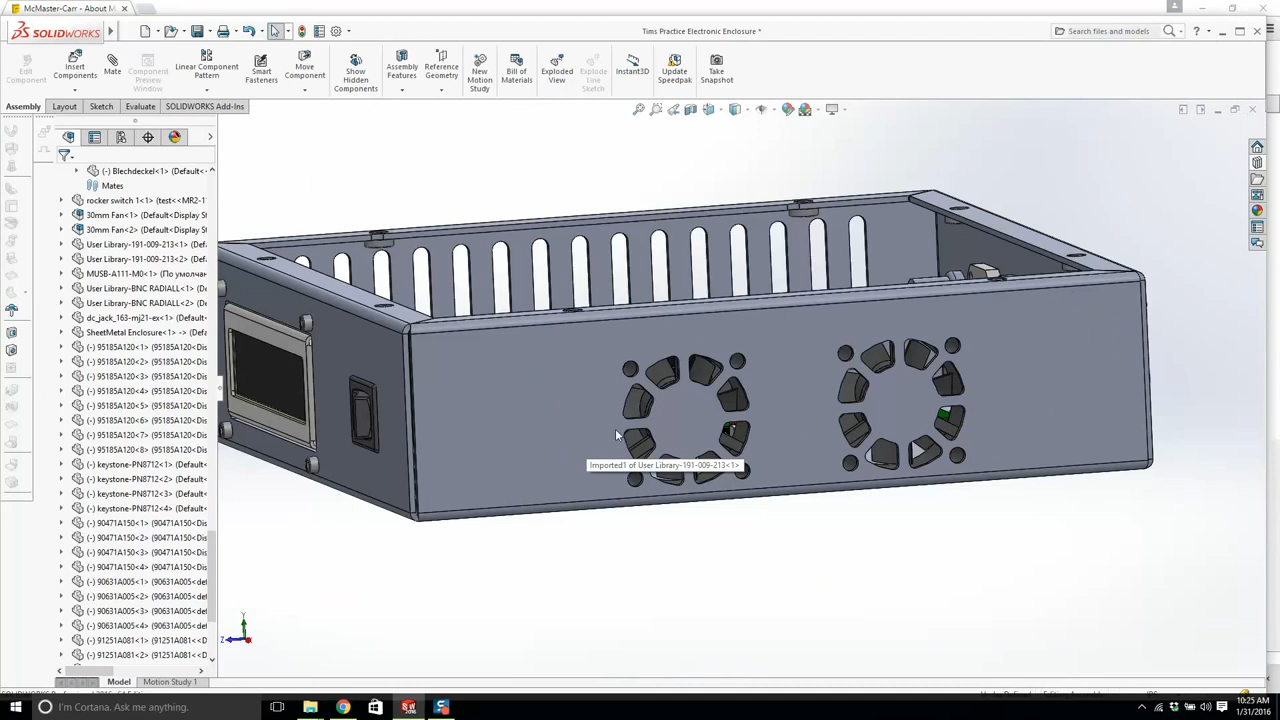 McMaster-Carr - About M
SOLIDWORKS
Tims Practice Electronic Enclosure *
Search files and models
Edit Component
Insert Components
Mate
Component Preview Window
Linear Component Pattern
Smart Fasteners
Move Component
Show Hidden Components
Assembly Features
Reference Geometry
New Motion Study
Bill of Materials
Exploded View
Explode Line Sketch
Instant3D
Update Speedpak
Take Snapshot
Assembly
Layout
Sketch
Evaluate
SOLIDWORKS Add-Ins
(-) Blechdeckel<1> (Default<
Mates
rocker switch 1<1> (test<<MR2-1
30mm Fan<1> (Default<Display St
30mm Fan<2> (Default<Display St
User Library-191-009-213<1>
User Library-191-009-213<2>
MUSB-A111-M0<1> (По умолчан
User Library-BNC RADIALL<1>
User Library-BNC RADIALL<2>
dc_jack_163-mj21-ex<1> (Default
SheetMetal Enclosure<1> -> (Def
(-) 95185A120<1> (95185A120<Dis
(-) 95185A120<2> (95185A120<Dis
(-) 95185A120<3> (95185A120<Dis
(-) 95185A120<4> (95185A120<Dis
(-) 95185A120<5> (95185A120<Dis
(-) 95185A120<6> (95185A120<Dis
(-) 95185A120<7> (95185A120<Dis
(-) 95185A120<8> (95185A120<Dis
(-) keystone-PN8712<1> (Default<
(-) keystone-PN8712<2> (Default<
(-) keystone-PN8712<3> (Default<
(-) keystone-PN8712<4> (Default<
(-) 90471A150<1> (90471A150<Dis
(-) 90471A150<2> (90471A150<Dis
(-) 90471A150<3> (90471A150<Dis
(-) 90471A150<4> (90471A150<Dis
(-) 90631A005<1> (90631A005<def
(-) 90631A005<2> (90631A005<def
(-) 90631A005<3> (90631A005<def
(-) 90631A005<4> (90631A005<def
(-) 91251A081<1> (91251A081<<D
(-) 91251A081<2> (91251A081<<D
Imported1 of User Library-191-009-213<1>
Y
Z
Model
Motion Study 1
I'm Cortana. Ask me anything.
10:25 AM
1/31/2016